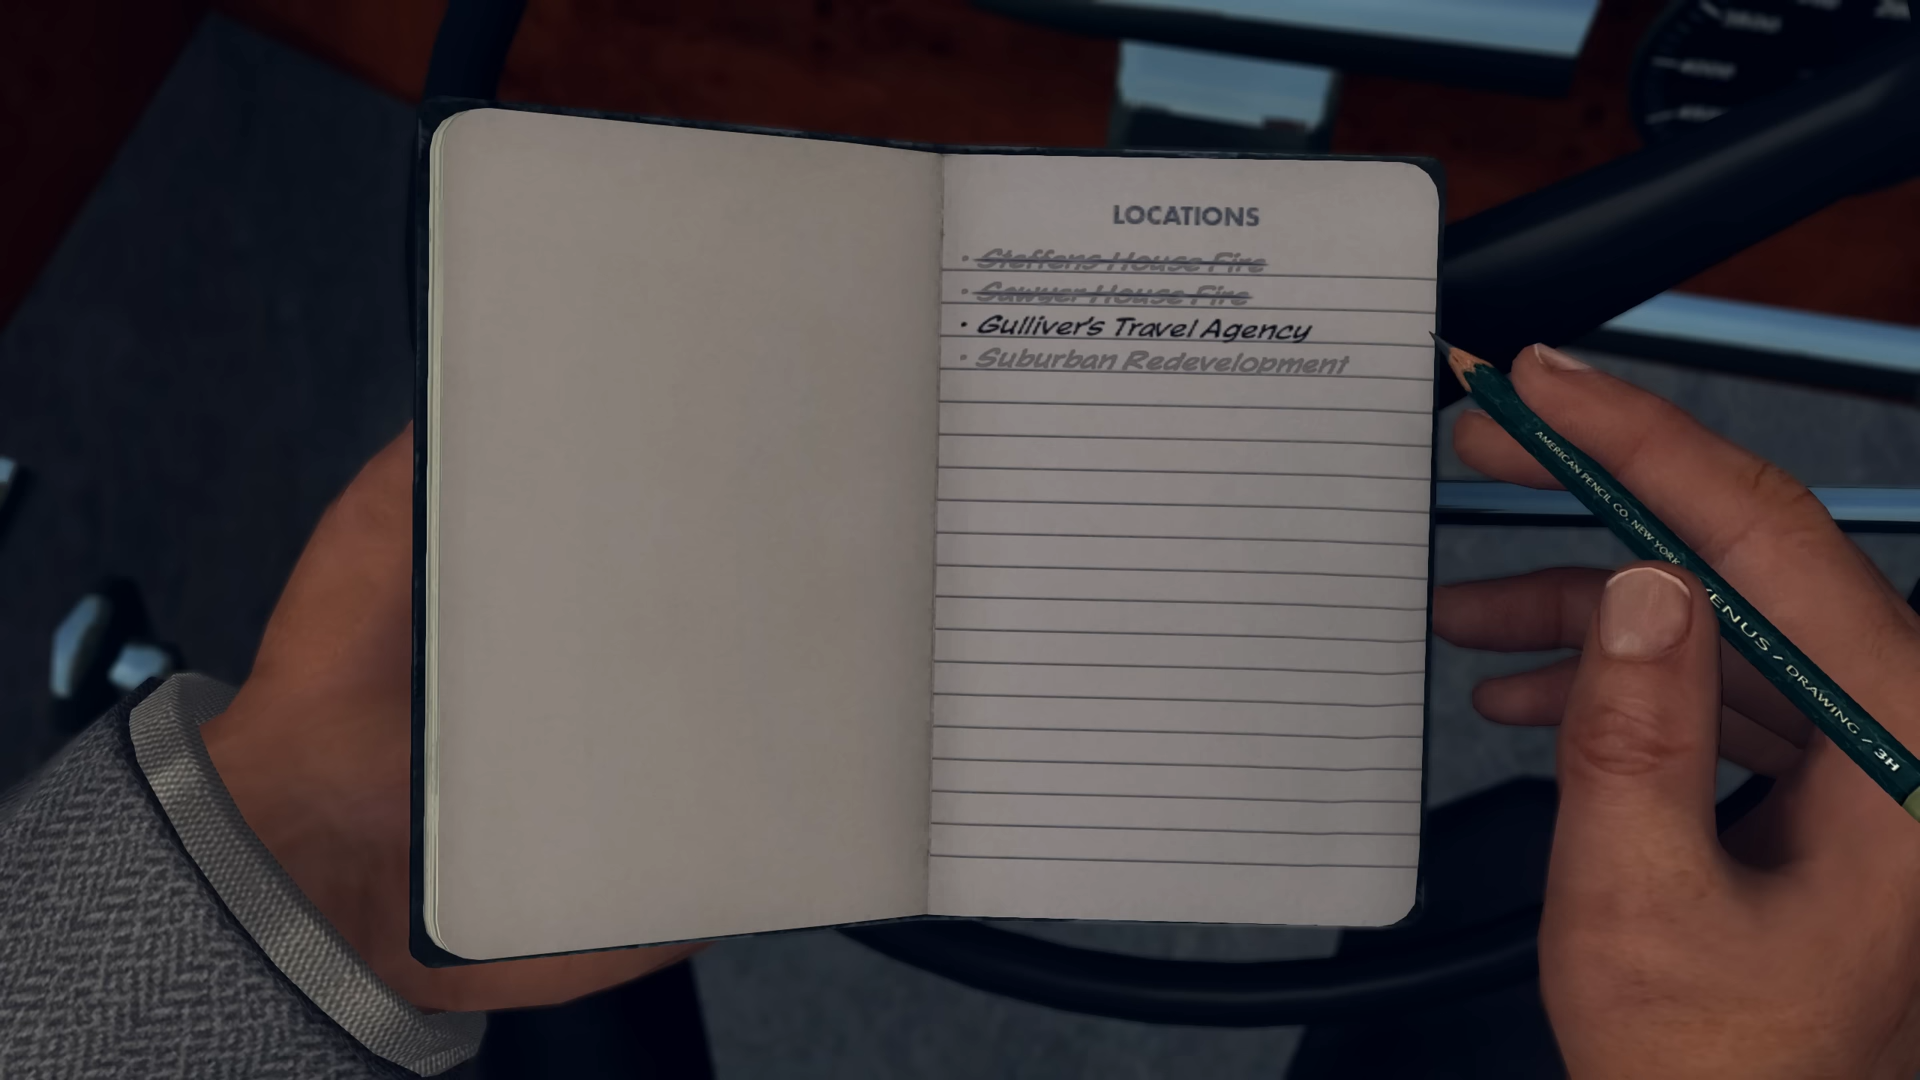 LOCATIONS
• Steffens House Fire
• Sawyer House Fire
• Gulliver's Travel Agency
• Suburban Redevelopment
AMERICAN PENCIL CO. NEW YORK
VENUS / DRAWING / 3H
4000